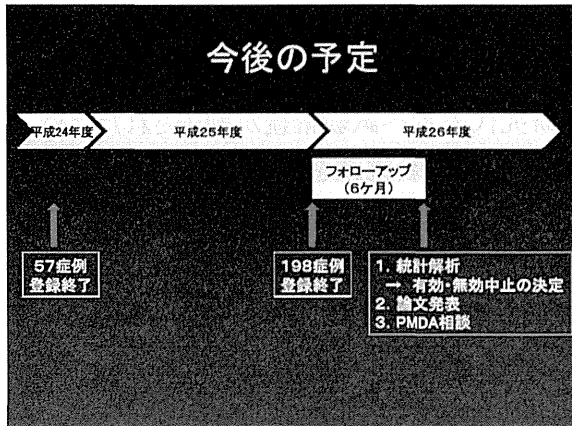 今後の予定
平成24年度
平成25年度
平成26年度
フォローアップ
(6ケ月)
57症例
登録終了
198症例
登録終了
1. 統計解析
→ 有効・無効中止の決定
2. 論文発表
3. PMDA相談